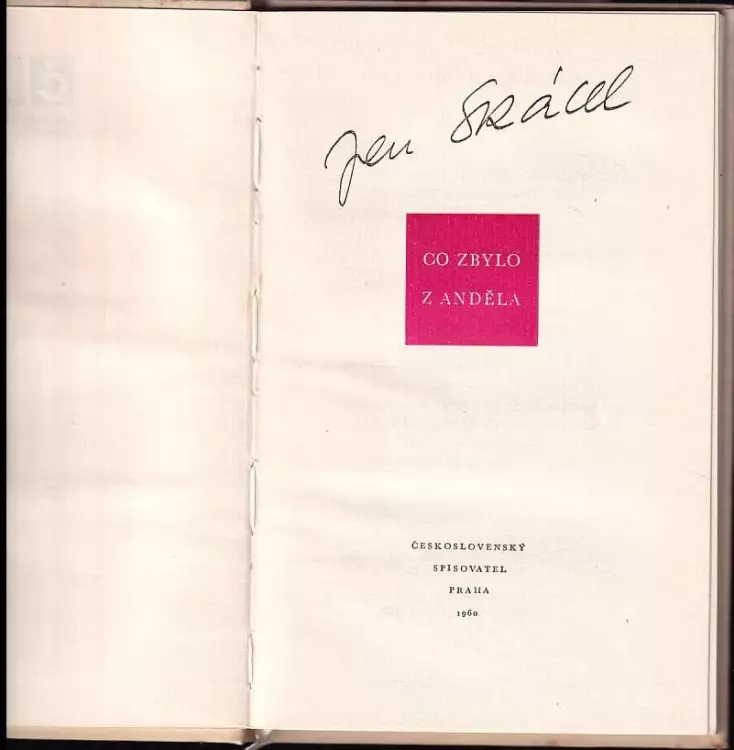 Jan Skácel
CO ZBYLO
Z ANDĚLA
ČESKOSLOVENSKÝ
SPISOVATEL
PRAHA
1960